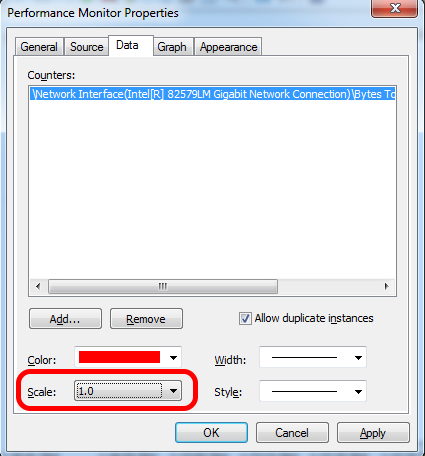 Performance Monitor Properties
General Source Data Graph Appearance
Counters:
\Network Interface(Intel[R] 82579LM Gigabit Network Connection)\Bytes To
Add... Remove Allow duplicate instances
Color: Width:
Scale: 1.0 Style:
OK Cancel Apply